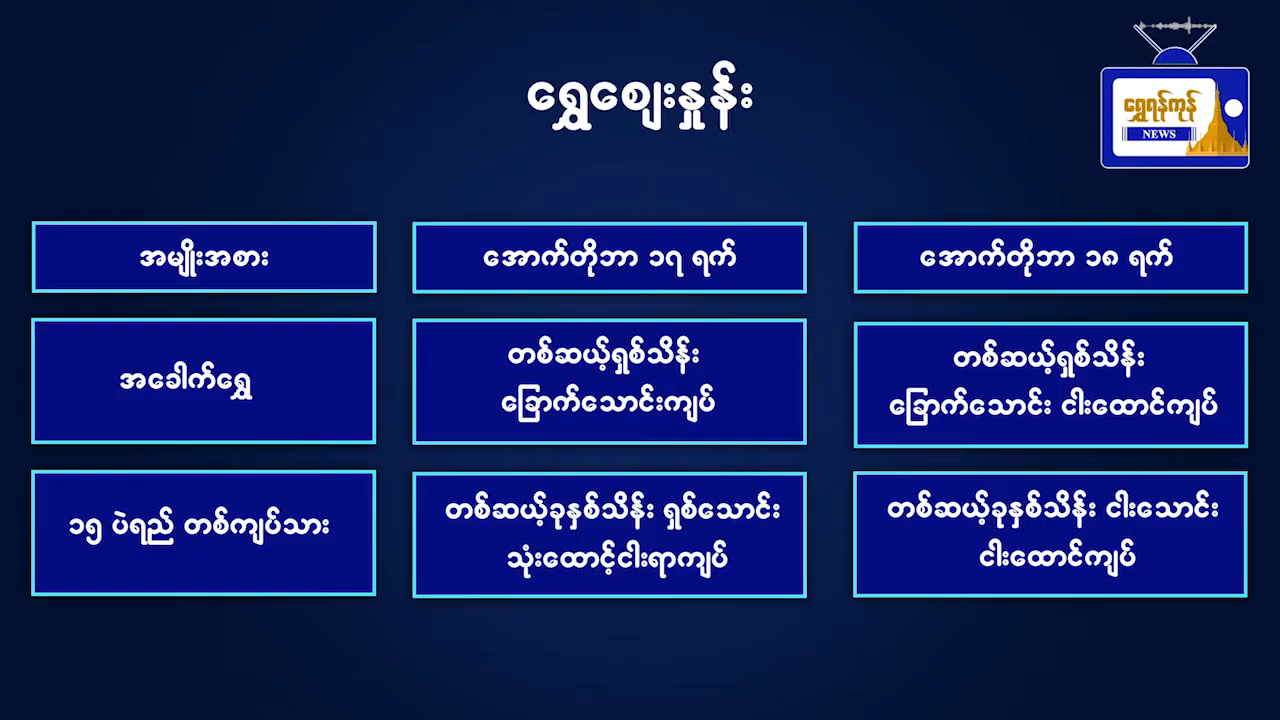 ရွှေဈေးနှုန်း
ရွှေရန်ကုန်
NEWS
အမျိုးအစား
အောက်တိုဘာ ၁၇ ရက်
အောက်တိုဘာ ၁၈ ရက်
အခေါက်ရွှေ
တစ်ဆယ့်ရှစ်သိန်း
ခြောက်သောင်းကျပ်
တစ်ဆယ့်ရှစ်သိန်း
ခြောက်သောင်း ငါးထောင်ကျပ်
၁၅ ပဲရည် တစ်ကျပ်သား
တစ်ဆယ့်ခုနှစ်သိန်း ရှစ်သောင်း
သုံးထောင့်ငါးရာကျပ်
တစ်ဆယ့်ခုနှစ်သိန်း ငါးသောင်း
ငါးထောင်ကျပ်